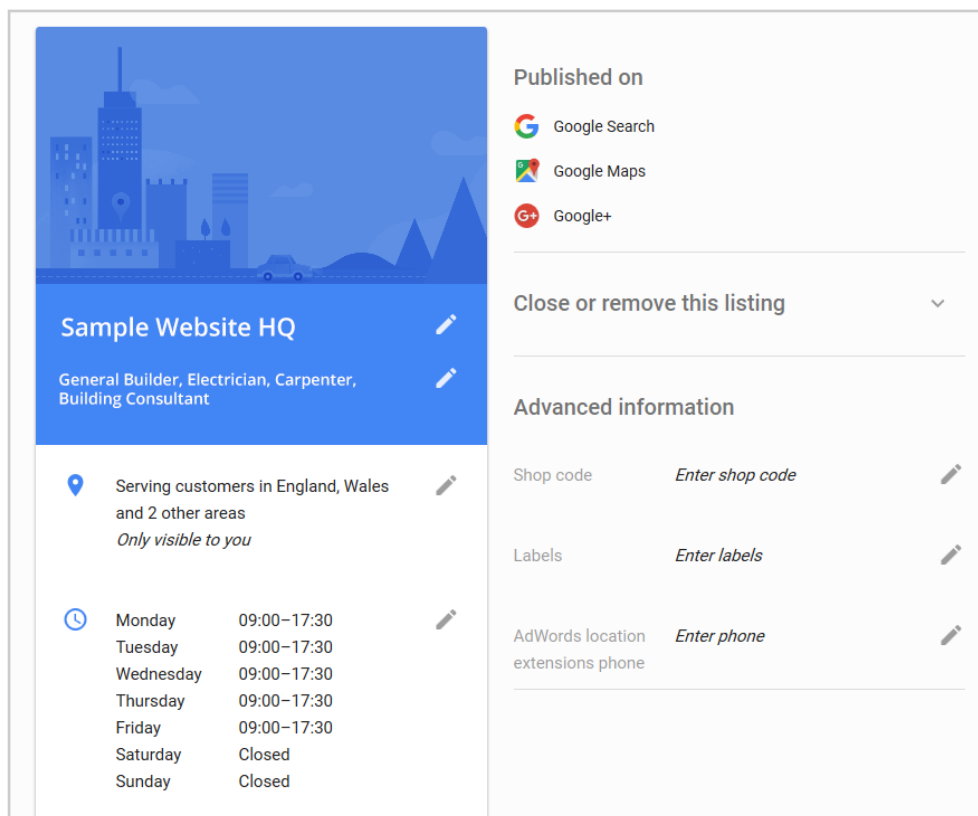 Sample Website HQ
General Builder, Electrician, Carpenter,
Building Consultant
Serving customers in England, Wales
and 2 other areas
Only visible to you
Monday 09:00–17:30
Tuesday 09:00–17:30
Wednesday 09:00–17:30
Thursday 09:00–17:30
Friday 09:00–17:30
Saturday Closed
Sunday Closed
Published on
Google Search
Google Maps
G+ Google+
Close or remove this listing
Advanced information
Shop code Enter shop code
Labels Enter labels
AdWords location Enter phone
extensions phone